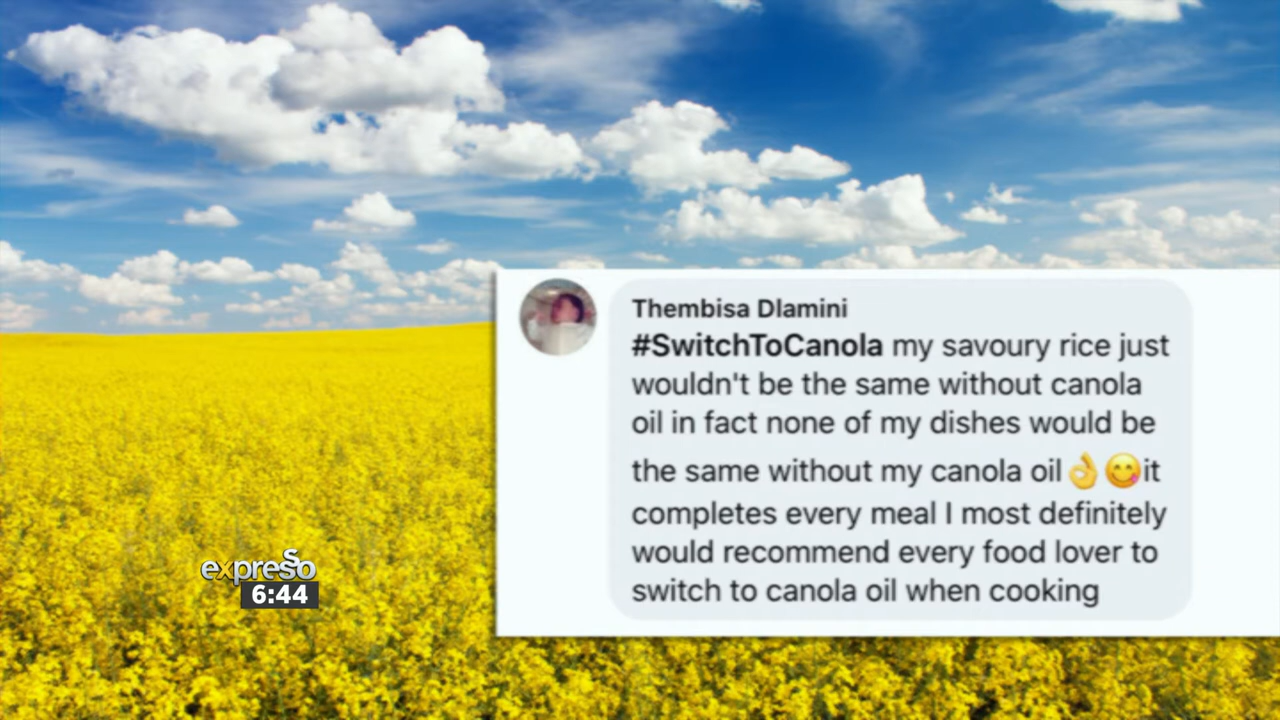 Thembisa Dlamini
#SwitchToCanola my savoury rice just
wouldn't be the same without canola
oil in fact none of my dishes would be
the same without my canola oil👌😋it
completes every meal I most definitely
would recommend every food lover to
switch to canola oil when cooking
expresso
6:44